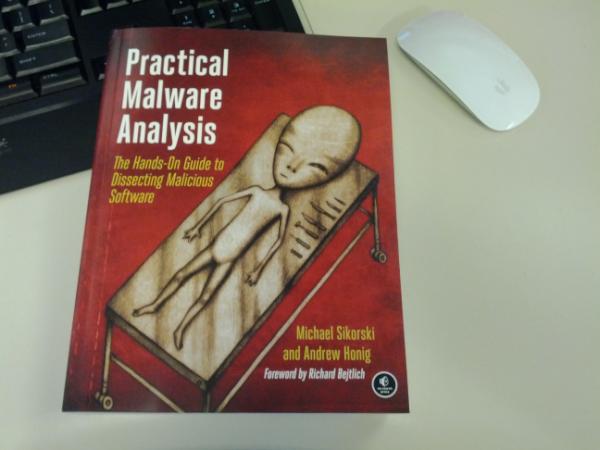 Practical
Malware
Analysis
The Hands-On Guide to
Dissecting Malicious
Software
Michael Sikorski
and Andrew Honig
Foreword by Richard Bejtlich